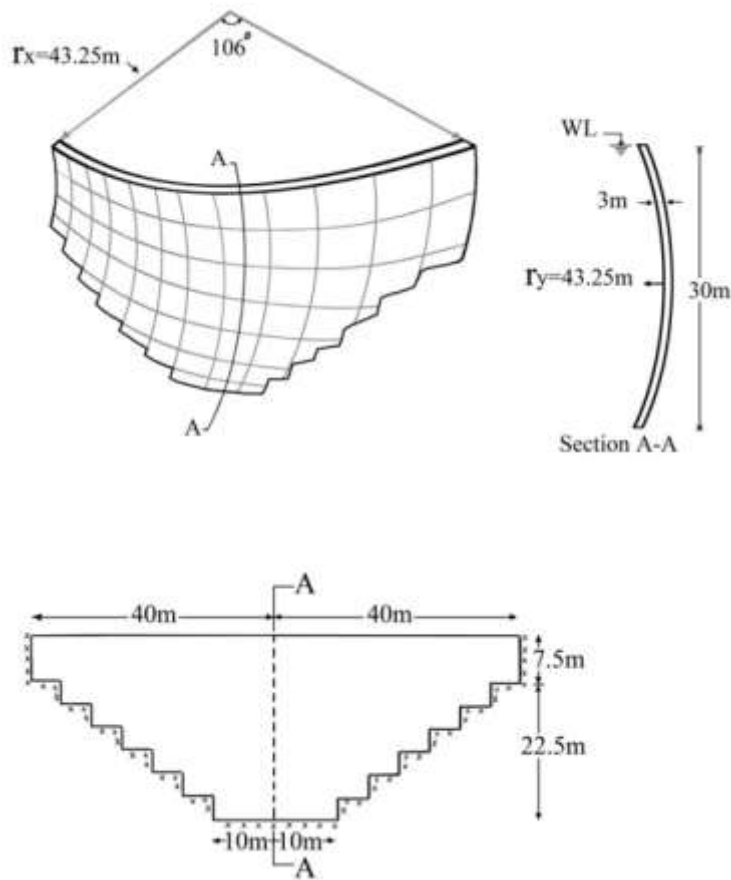 106°
rx=43.25m
A
A
WL
3m
ry=43.25m
30m
Section A-A
A
40m
40m
7.5m
22.5m
10m
10m
A